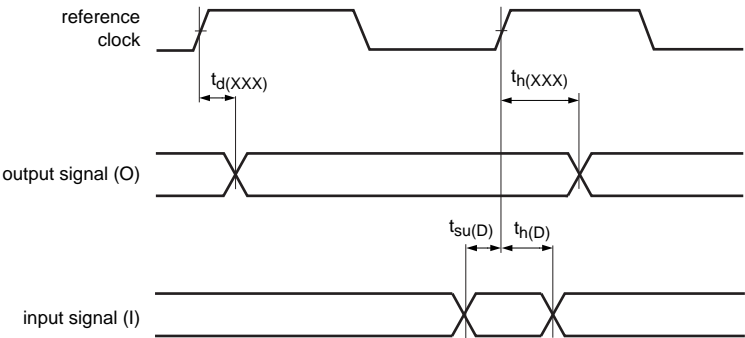 reference
clock
td(XXX)
th(XXX)
output signal (O)
tsu(D)
th(D)
input signal (I)